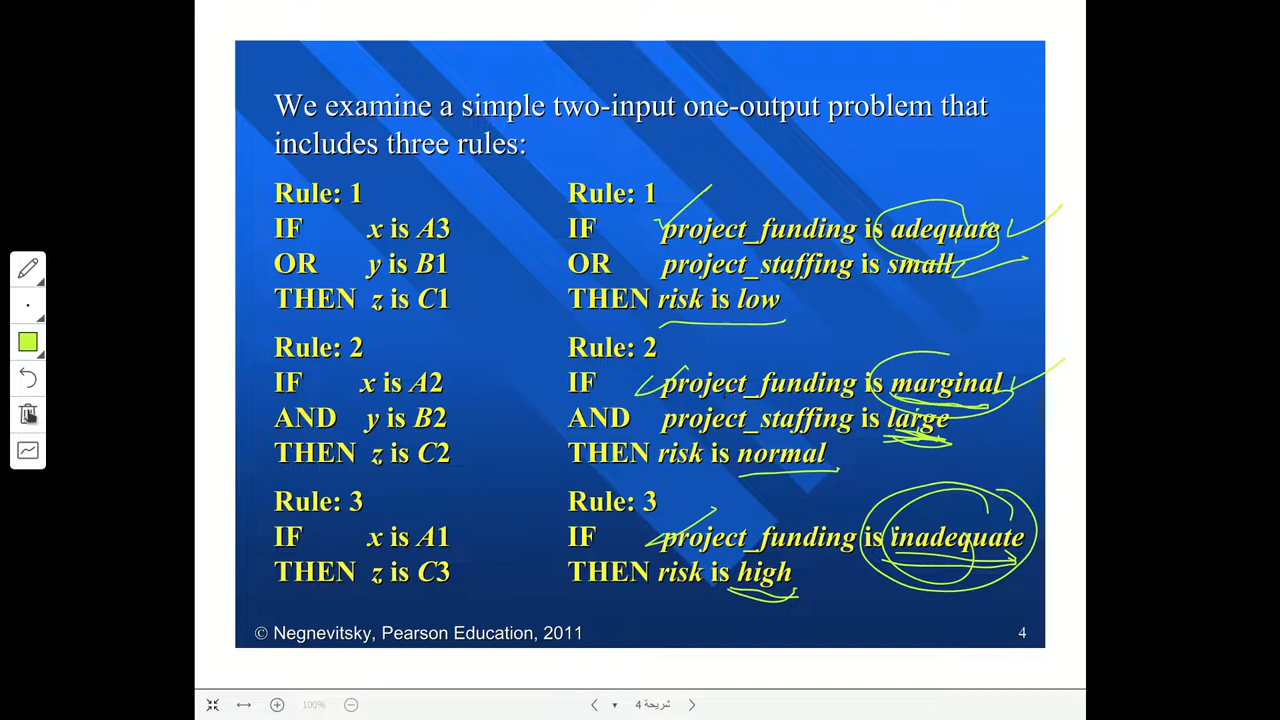 We examine a simple two-input one-output problem that
includes three rules:
Rule: 1
IF x is A3
OR y is B1
THEN z is C1
Rule: 2
IF x is A2
AND y is B2
THEN z is C2
Rule: 3
IF x is A1
THEN z is C3
Rule: 1
IF project_funding is adequate
OR project_staffing is small
THEN risk is low
Rule: 2
IF project_funding is marginal
AND project_staffing is large
THEN risk is normal
Rule: 3
IF project_funding is inadequate
THEN risk is high
© Negnevitsky, Pearson Education, 2011
4
100%
شريحة 4